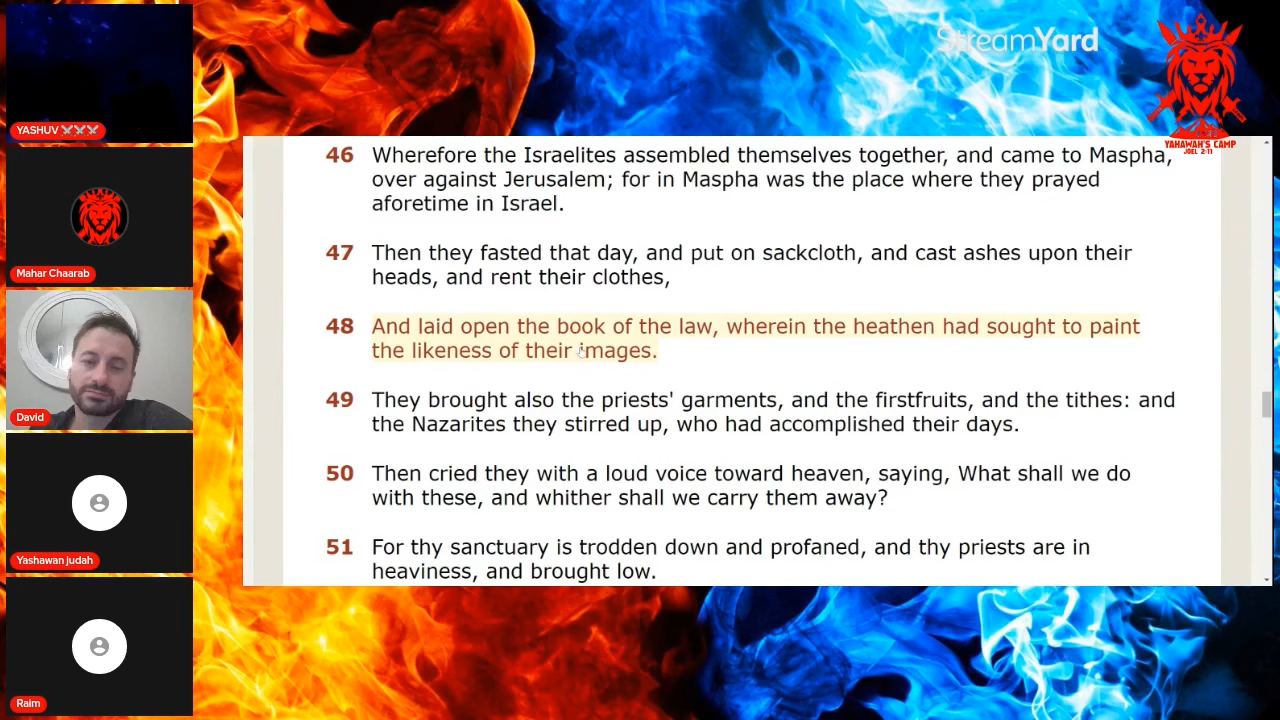 StreamYard
YASHUV
YAHAWAH'S CAMP
JOEL 2:11
46 Wherefore the Israelites assembled themselves together, and came to Maspha,
over against Jerusalem; for in Maspha was the place where they prayed
aforetime in Israel.
47 Then they fasted that day, and put on sackcloth, and cast ashes upon their
heads, and rent their clothes,
48 And laid open the book of the law, wherein the heathen had sought to paint
the likeness of their images.
49 They brought also the priests' garments, and the firstfruits, and the tithes: and
the Nazarites they stirred up, who had accomplished their days.
50 Then cried they with a loud voice toward heaven, saying, What shall we do
with these, and whither shall we carry them away?
51 For thy sanctuary is trodden down and profaned, and thy priests are in
heaviness, and brought low.
Mahar Chaarab
David
Yashawan judah
Raim